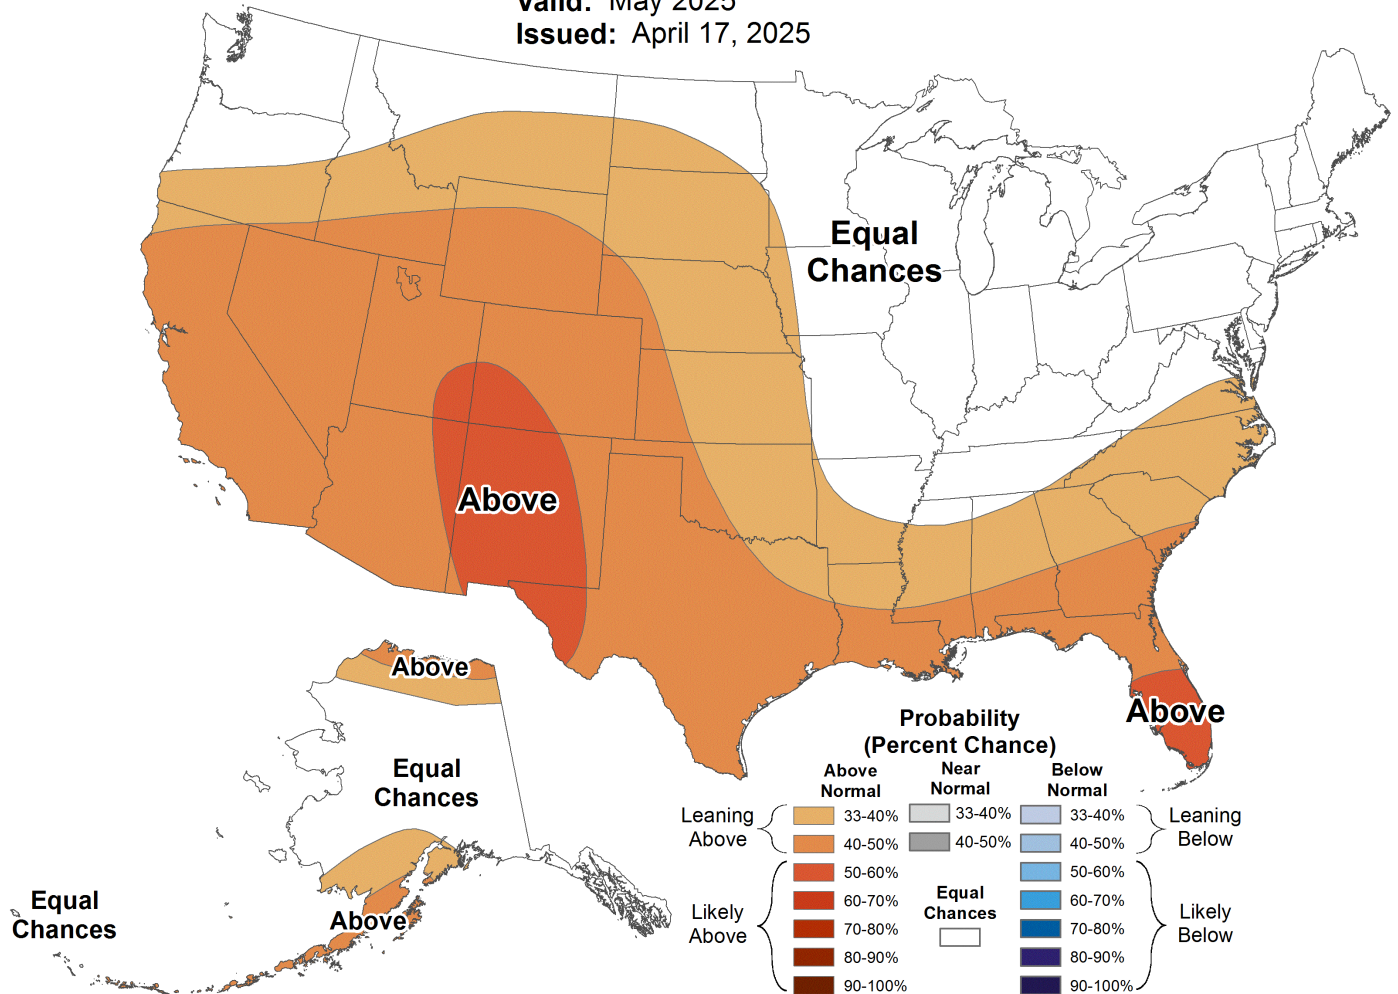 Valid: May 2025
Issued: April 17, 2025
Equal
Chances
Above
Above
Above
Equal
Chances
Above
Equal
Chances
Probability
(Percent Chance)
Above
Normal
Near
Normal
Below
Normal
Leaning
Above
33-40%
40-50%
33-40%
40-50%
33-40%
40-50%
Leaning
Below
Likely
Above
50-60%
60-70%
70-80%
80-90%
90-100%
Equal
Chances
50-60%
60-70%
70-80%
80-90%
90-100%
Likely
Below